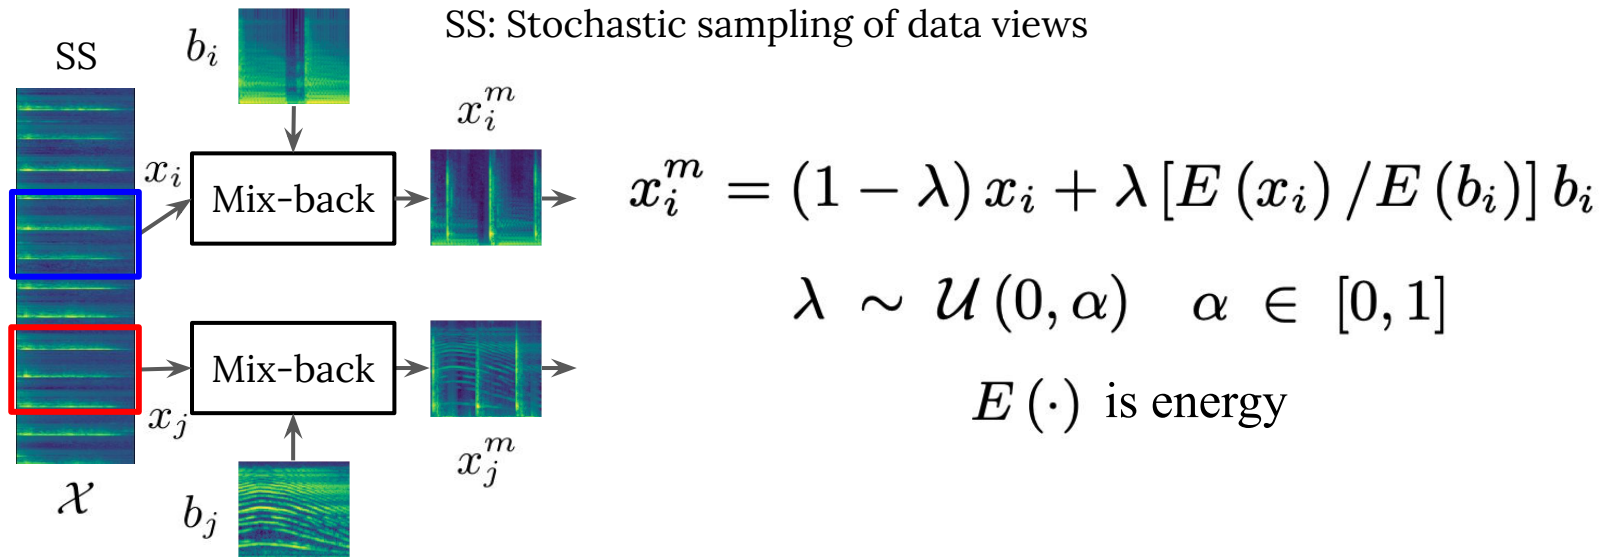 SS: Stochastic sampling of data views
SS
b_i
x_i^m
x_i
Mix-back
x_i^m = (1 − λ) x_i + λ [E (x_i) / E (b_i)] b_i
λ ∼ 𝒰 (0, α) α ∈ [0, 1]
Mix-back
E (·) is energy
x_j
x_j^m
𝒳
b_j